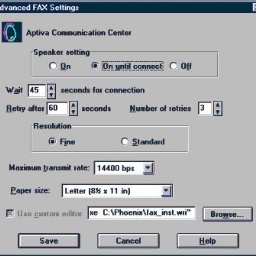 Advanced FAX Settings
Aptiva Communication Center
Speaker setting
On On until connect Off
Wait 45 seconds for connection
Retry after 60 seconds Number of retries 3
Resolution
Fine Standard
Maximum transmit rate: 14400 bps
Paper size: Letter (8½ x 11 in)
Use custom editor: xe C:\Phoenix\fax_inst.wri" Browse...
Save Cancel Help